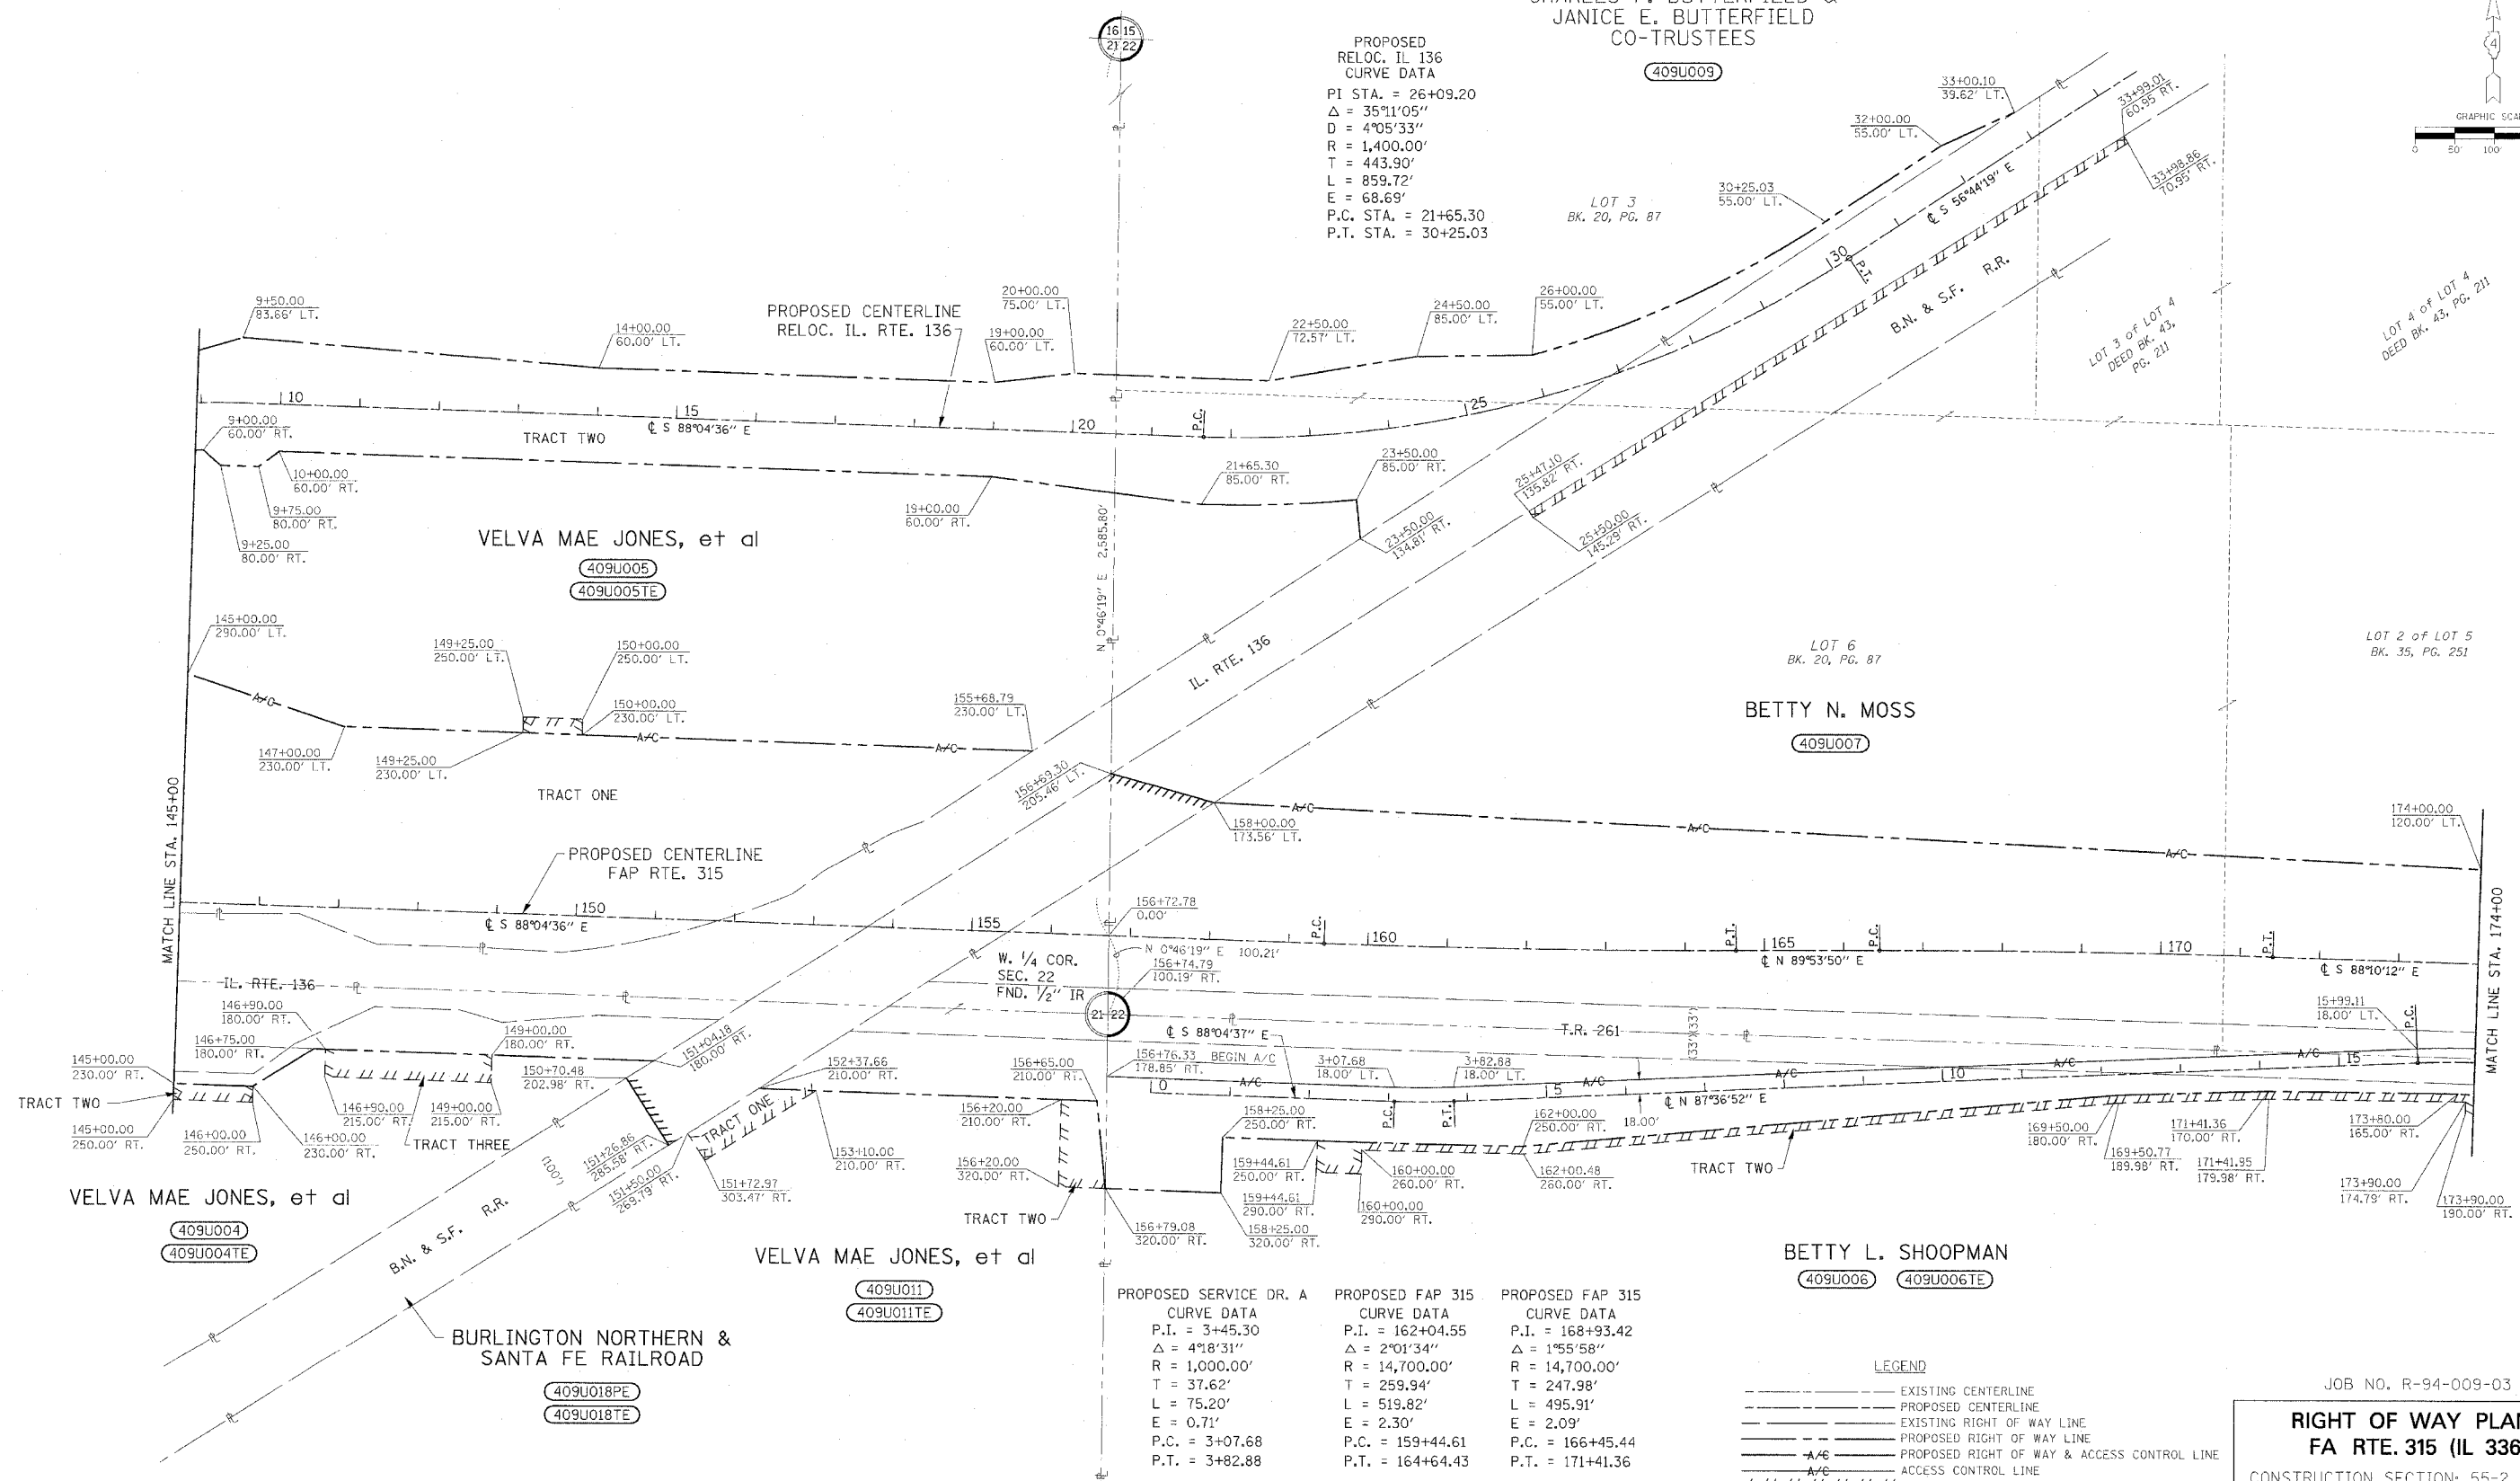 16 15
21 22
JANICE E. BUTTERFIELD
CO-TRUSTEES
409U009
PROPOSED
RELOC. IL 136
CURVE DATA
PI STA. = 26+09.20
Δ = 35°11'05"
D = 4°05'33"
R = 1,400.00'
T = 443.90'
L = 859.72'
E = 68.69'
P.C. STA. = 21+65.30
P.T. STA. = 30+25.03
4
GRAPHIC SCA
0 50' 100'
33+00.10
39.62' LT.
33+99.01
60.95' RT.
32+00.00
55.00' LT.
33+98.86
70.95' RT.
30+25.03
55.00' LT.
LOT 3
BK. 20, PG. 87
℄ S 56°44'19" E
30
P.T.
B.N. & S.F. R.R.
LOT 3 of LOT 4
DEED BK. 43,
PG. 211
LOT 4 of LOT 4
DEED BK. 43, PG. 211
9+50.00
83.66' LT.
14+00.00
60.00' LT.
PROPOSED CENTERLINE
RELOC. IL. RTE. 136
20+00.00
75.00' LT.
19+00.00
60.00' LT.
22+50.00
72.57' LT.
24+50.00
85.00' LT.
26+00.00
55.00' LT.
10
15
20
P.C.
25
℄ S 88°04'36" E
TRACT TWO
9+00.00
60.00' RT.
10+00.00
60.00' RT.
9+75.00
80.00' RT.
9+25.00
80.00' RT.
19+00.00
60.00' RT.
21+65.30
85.00' RT.
23+50.00
85.00' RT.
23+50.00
134.81' RT.
25+47.10
135.82' RT.
25+50.00
145.29' RT.
VELVA MAE JONES, et al
409U005
409U005TE
N 0°46'19" E 2,585.80'
IL. RTE. 136
LOT 6
BK. 20, PG. 87
LOT 2 of LOT 5
BK. 35, PG. 251
BETTY N. MOSS
409U007
145+00.00
290.00' LT.
149+25.00
250.00' LT.
150+00.00
250.00' LT.
150+00.00
230.00' LT.
155+68.79
230.00' LT.
A/C
A/C
A/C
147+00.00
230.00' LT.
149+25.00
230.00' LT.
TRACT ONE
156+69.30
205.46' LT.
158+00.00
173.56' LT.
A/C
A/C
A/C
174+00.00
120.00' LT.
MATCH LINE STA. 145+00
MATCH LINE STA. 174+00
PROPOSED CENTERLINE
FAP RTE. 315
150
℄ S 88°04'36" E
155
156+72.78
0.00'
N 0°46'19" E 100.21'
156+74.79
100.19' RT.
P.C.
160
P.T.
165
℄ N 89°53'50" E
P.C.
170
P.T.
℄ S 88°10'12" E
W. 1/4 COR.
SEC. 22
FND. 1/2" IR
21 22
IL. RTE. 136
T.R. 261
33' 33'
℄ S 88°04'37" E
15+99.11
18.00' LT.
P.C.
146+90.00
180.00' RT.
146+75.00
180.00' RT.
149+00.00
180.00' RT.
145+00.00
230.00' RT.
150+70.48
202.98' RT.
151+04.18
180.00' RT.
152+37.66
210.00' RT.
156+65.00
210.00' RT.
156+76.33 BEGIN A/C
178.85' RT.
3+07.68
18.00' LT.
3+82.88
18.00' LT.
0
A/C
5
A/C
A/C
10
A/C
A/C
15
℄ N 87°36'52" E
18.00'
P.C.
P.T.
TRACT TWO
145+00.00
250.00' RT.
146+00.00
250.00' RT.
146+00.00
230.00' RT.
146+90.00
215.00' RT.
149+00.00
215.00' RT.
TRACT THREE
(100')
151+26.86
285.58' RT.
151+50.00
269.79' RT.
TRACT ONE
151+72.97
303.47' RT.
153+10.00
210.00' RT.
156+20.00
210.00' RT.
156+20.00
320.00' RT.
TRACT TWO
156+79.08
320.00' RT.
158+25.00
250.00' RT.
158+25.00
320.00' RT.
159+44.61
250.00' RT.
159+44.61
290.00' RT.
160+00.00
260.00' RT.
160+00.00
290.00' RT.
162+00.00
250.00' RT.
162+00.48
260.00' RT.
TRACT TWO
169+50.00
180.00' RT.
169+50.77
189.98' RT.
171+41.36
170.00' RT.
171+41.95
179.98' RT.
173+80.00
165.00' RT.
173+90.00
174.79' RT.
173+90.00
190.00' RT.
VELVA MAE JONES, et al
409U004
409U004TE
B.N. & S.F. R.R.
VELVA MAE JONES, et al
409U011
409U011TE
BETTY L. SHOOPMAN
409U006 409U006TE
BURLINGTON NORTHERN &
SANTA FE RAILROAD
409U018PE
409U018TE
PROPOSED SERVICE DR. A
CURVE DATA
P.I. = 3+45.30
Δ = 4°18'31"
R = 1,000.00'
T = 37.62'
L = 75.20'
E = 0.71'
P.C. = 3+07.68
P.T. = 3+82.88
PROPOSED FAP 315
CURVE DATA
P.I. = 162+04.55
Δ = 2°01'34"
R = 14,700.00'
T = 259.94'
L = 519.82'
E = 2.30'
P.C. = 159+44.61
P.T. = 164+64.43
PROPOSED FAP 315
CURVE DATA
P.I. = 168+93.42
Δ = 1°55'58"
R = 14,700.00'
T = 247.98'
L = 495.91'
E = 2.09'
P.C. = 166+45.44
P.T. = 171+41.36
LEGEND
EXISTING CENTERLINE
PROPOSED CENTERLINE
EXISTING RIGHT OF WAY LINE
PROPOSED RIGHT OF WAY LINE
A/C PROPOSED RIGHT OF WAY & ACCESS CONTROL LINE
A/C ACCESS CONTROL LINE
JOB NO. R-94-009-03
RIGHT OF WAY PLA
FA RTE. 315 (IL 336
CONSTRUCTION SECTION: 55-2